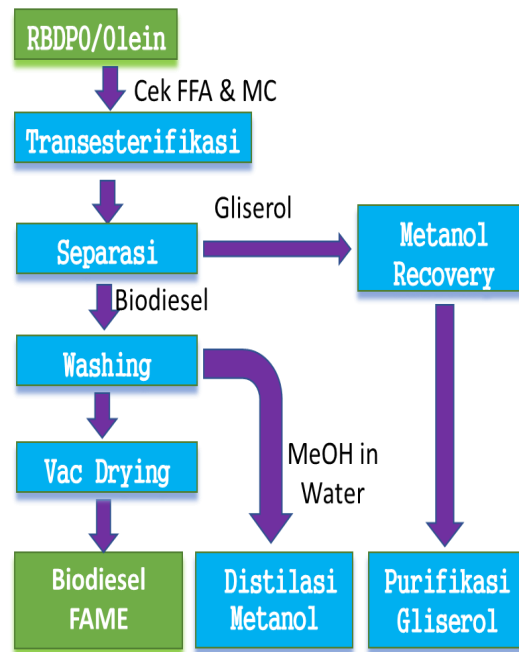 RBDPO/Olein
Cek FFA & MC
Transesterifikasi
Gliserol
Separasi
Metanol
Recovery
Biodiesel
Washing
MeOH in
Water
Vac Drying
Biodiesel
FAME
Distilasi
Metanol
Purifikasi
Gliserol